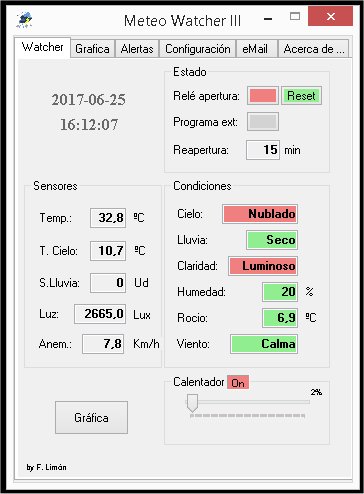 Meteo Watcher III
Watcher Grafica Alertas Configuración eMail Acerca de ...
2017-06-25
16:12:07
Estado
Relé apertura: Reset
Programa ext:
Reapertura: 15 min
Sensores
Temp.: 32,8 ºC
T. Cielo: 10,7 ºC
S.Lluvia: 0 Ud
Luz: 2665,0 Lux
Anem.: 7,8 Km/h
Condiciones
Cielo: Nublado
Lluvia: Seco
Claridad: Luminoso
Humedad: 20 %
Rocio: 6,9 ºC
Viento: Calma
Calentador On
2%
Gráfica
by F. Limón